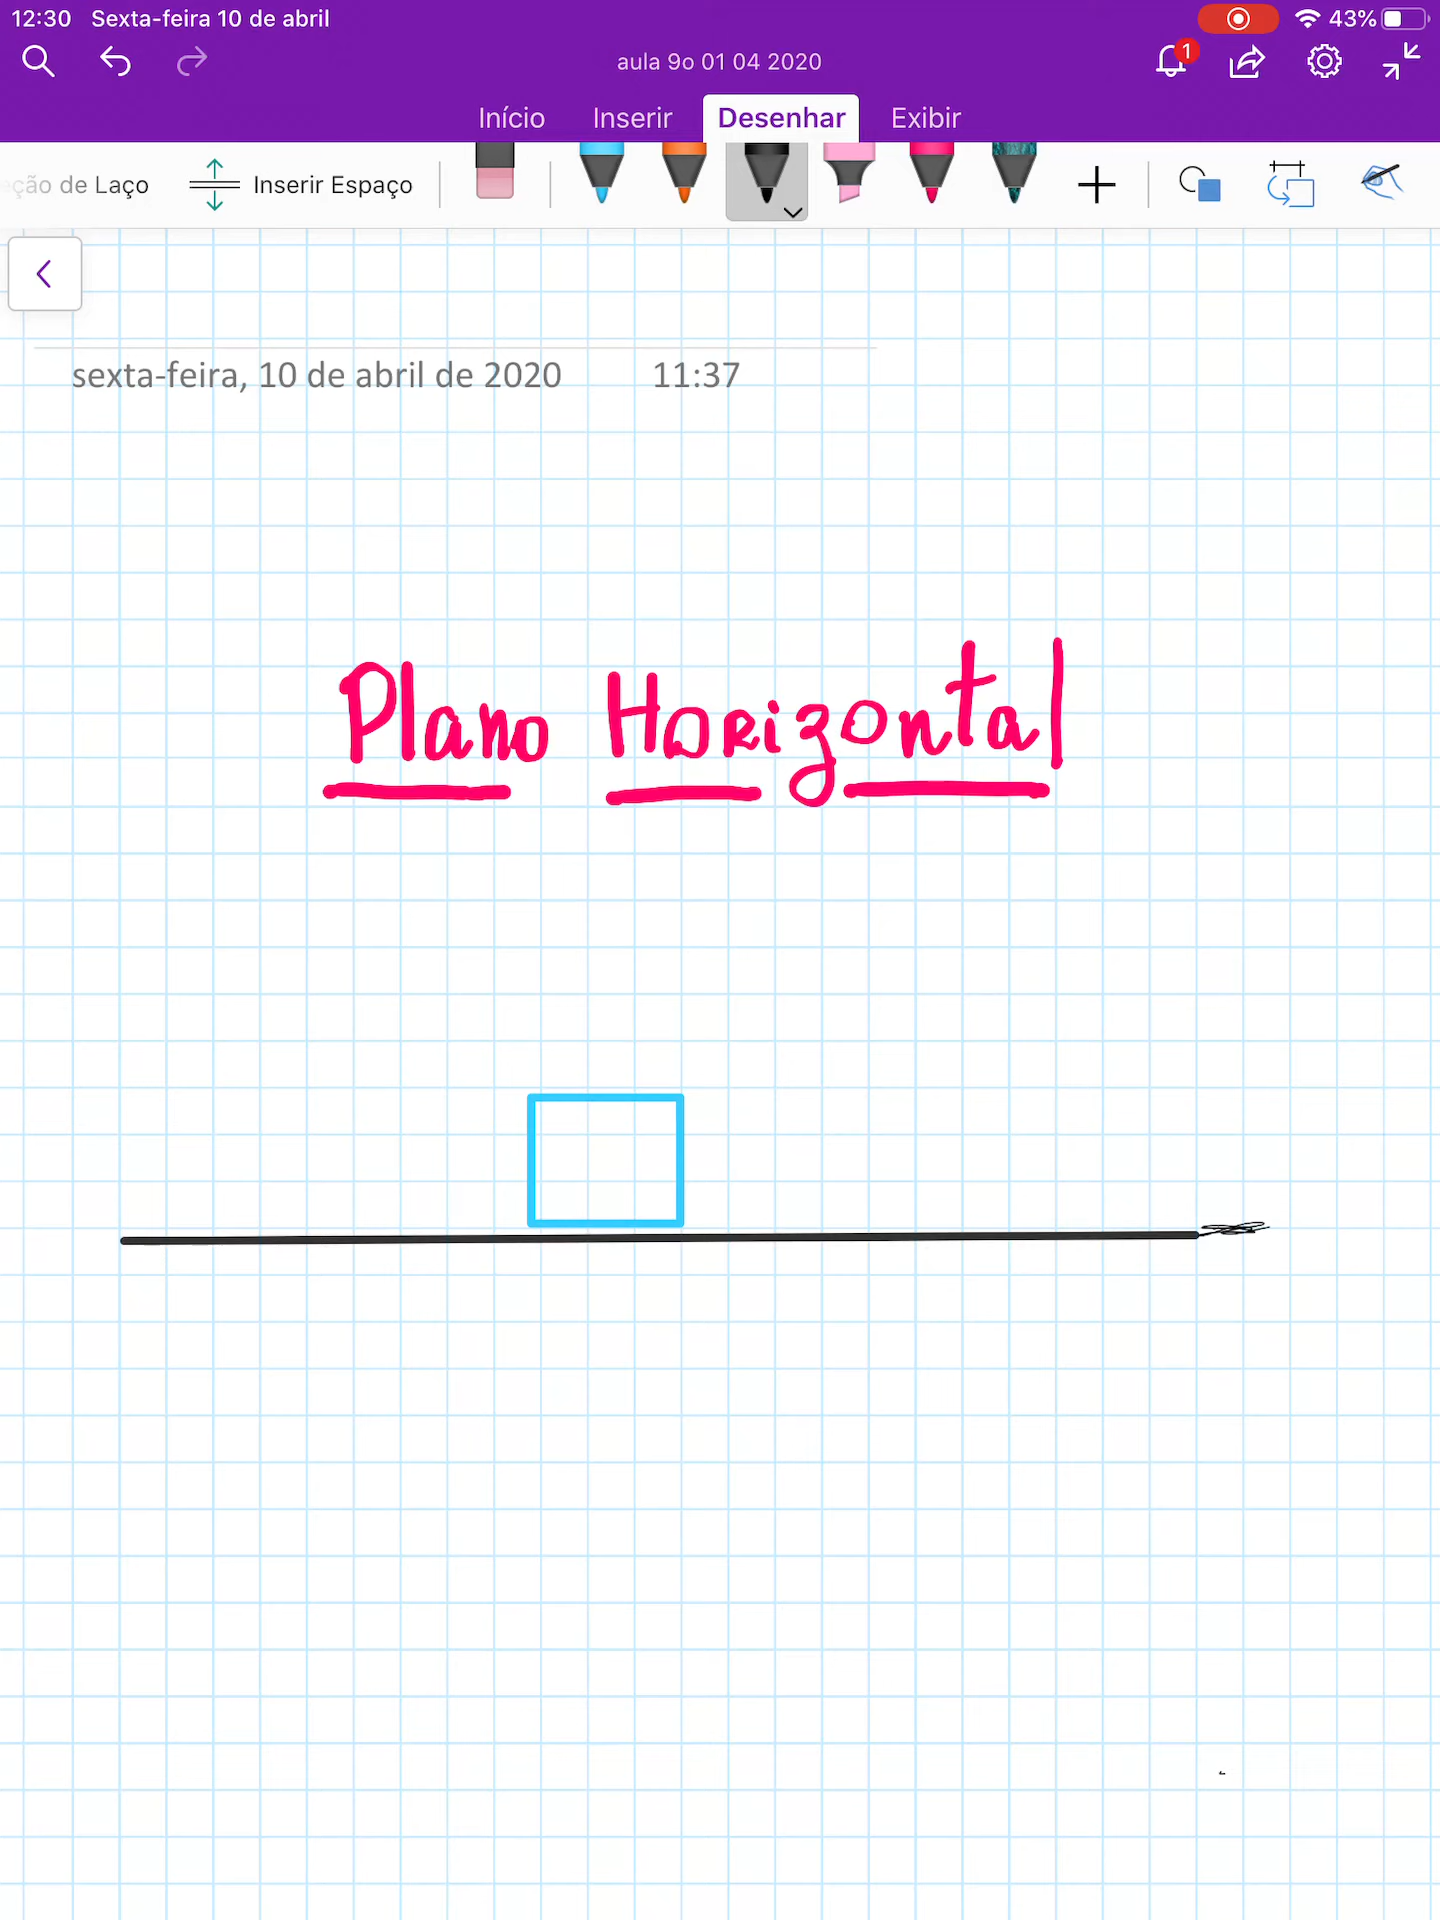 12:30 Sexta-feira 10 de abril 43%
aula 9o 01 04 2020 1
Início Inserir Desenhar Exibir
ção de Laço Inserir Espaço
sexta-feira, 10 de abril de 2020 11:37
Plano Horizontal